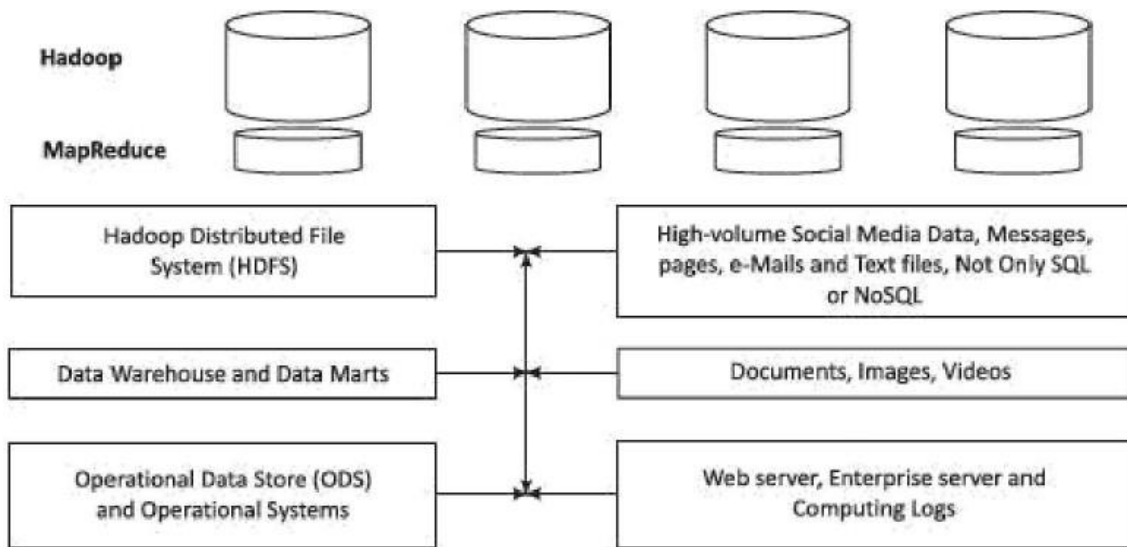 Hadoop
MapReduce
Hadoop Distributed File
System (HDFS)
High-volume Social Media Data, Messages,
pages, e-Mails and Text files, Not Only SQL
or NoSQL
Data Warehouse and Data Marts
Documents, Images, Videos
Operational Data Store (ODS)
and Operational Systems
Web server, Enterprise server and
Computing Logs